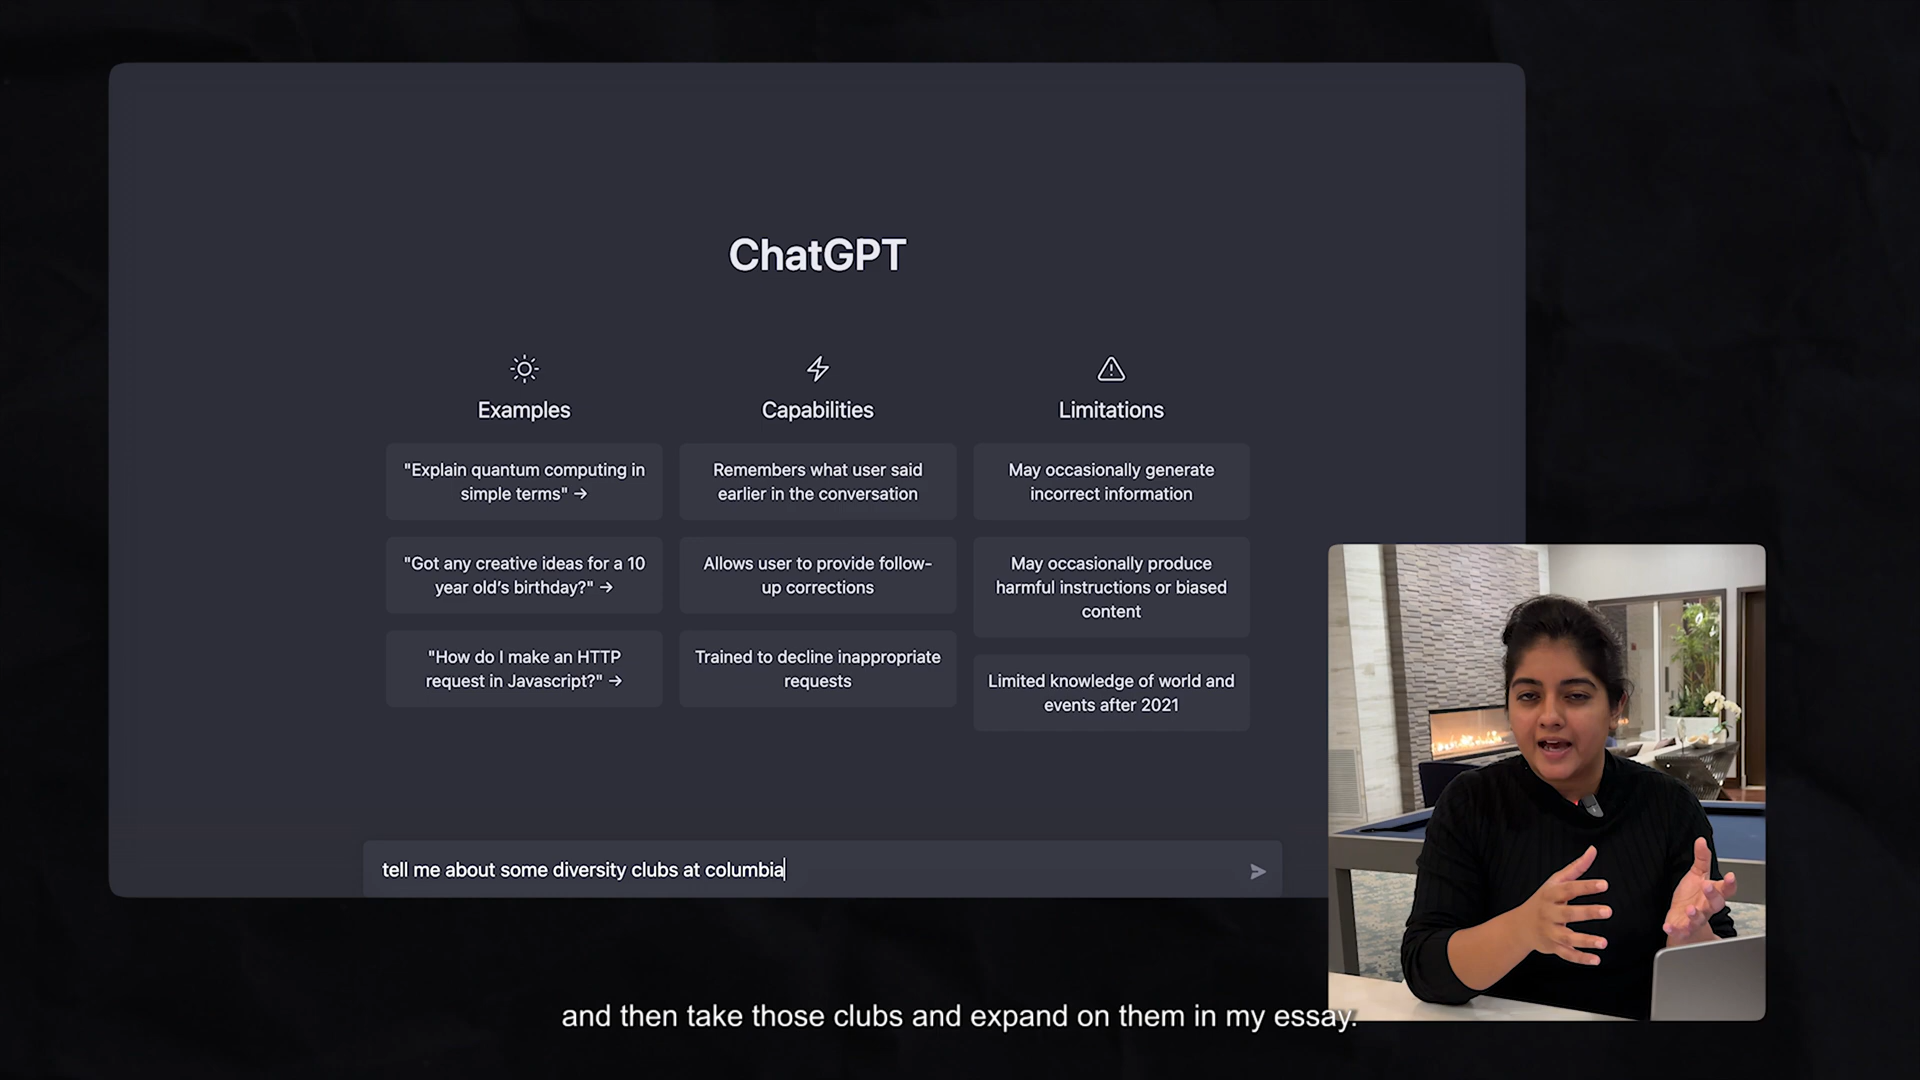 ChatGPT
Examples
"Explain quantum computing in
simple terms" →
"Got any creative ideas for a 10
year old's birthday?" →
"How do I make an HTTP
request in Javascript?" →
Capabilities
Remembers what user said
earlier in the conversation
Allows user to provide follow-
up corrections
Trained to decline inappropriate
requests
Limitations
May occasionally generate
incorrect information
May occasionally produce
harmful instructions or biased
content
Limited knowledge of world and
events after 2021
tell me about some diversity clubs at columbia
and then take those clubs and expand on them in my essay.